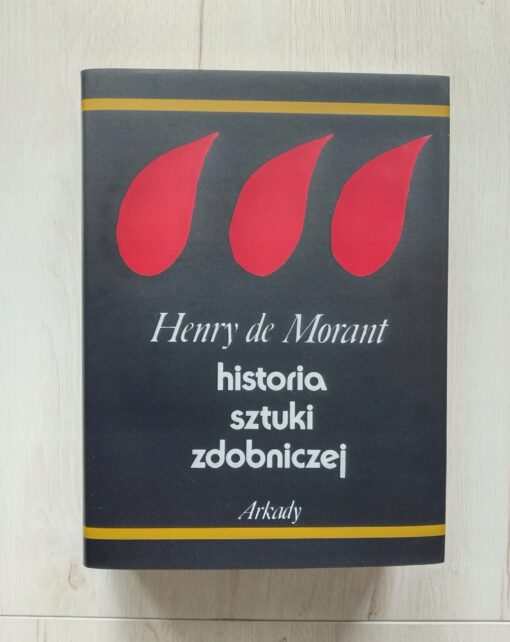 Henry de Morant
historia
sztuki
zdobniczej
Arkady